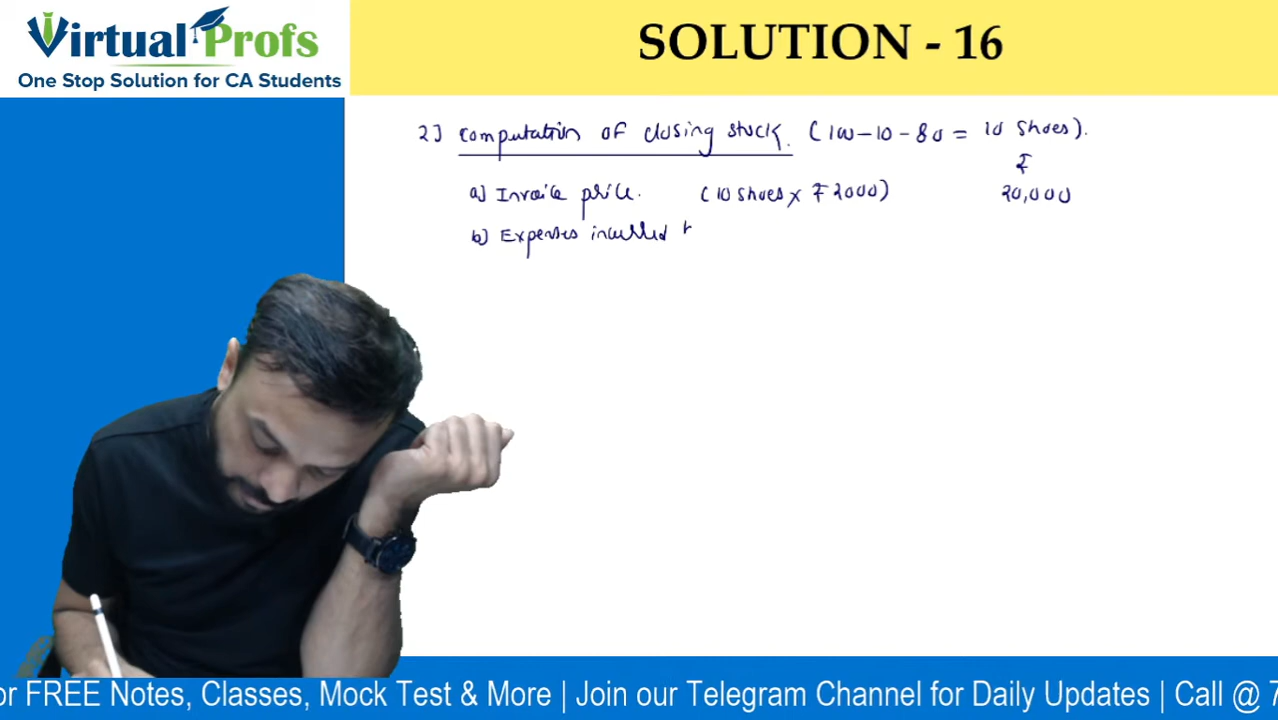 Virtual Profs
One Stop Solution for CA Students
SOLUTION - 16
2] Computation of closing stock. (100-10-80 = 10 Shoes).
₹
a) Invoice price. (10 shoes x ₹2000) 20,000
b) Expenses incurred
or FREE Notes, Classes, Mock Test & More | Join our Telegram Channel for Daily Updates | Call @ 7